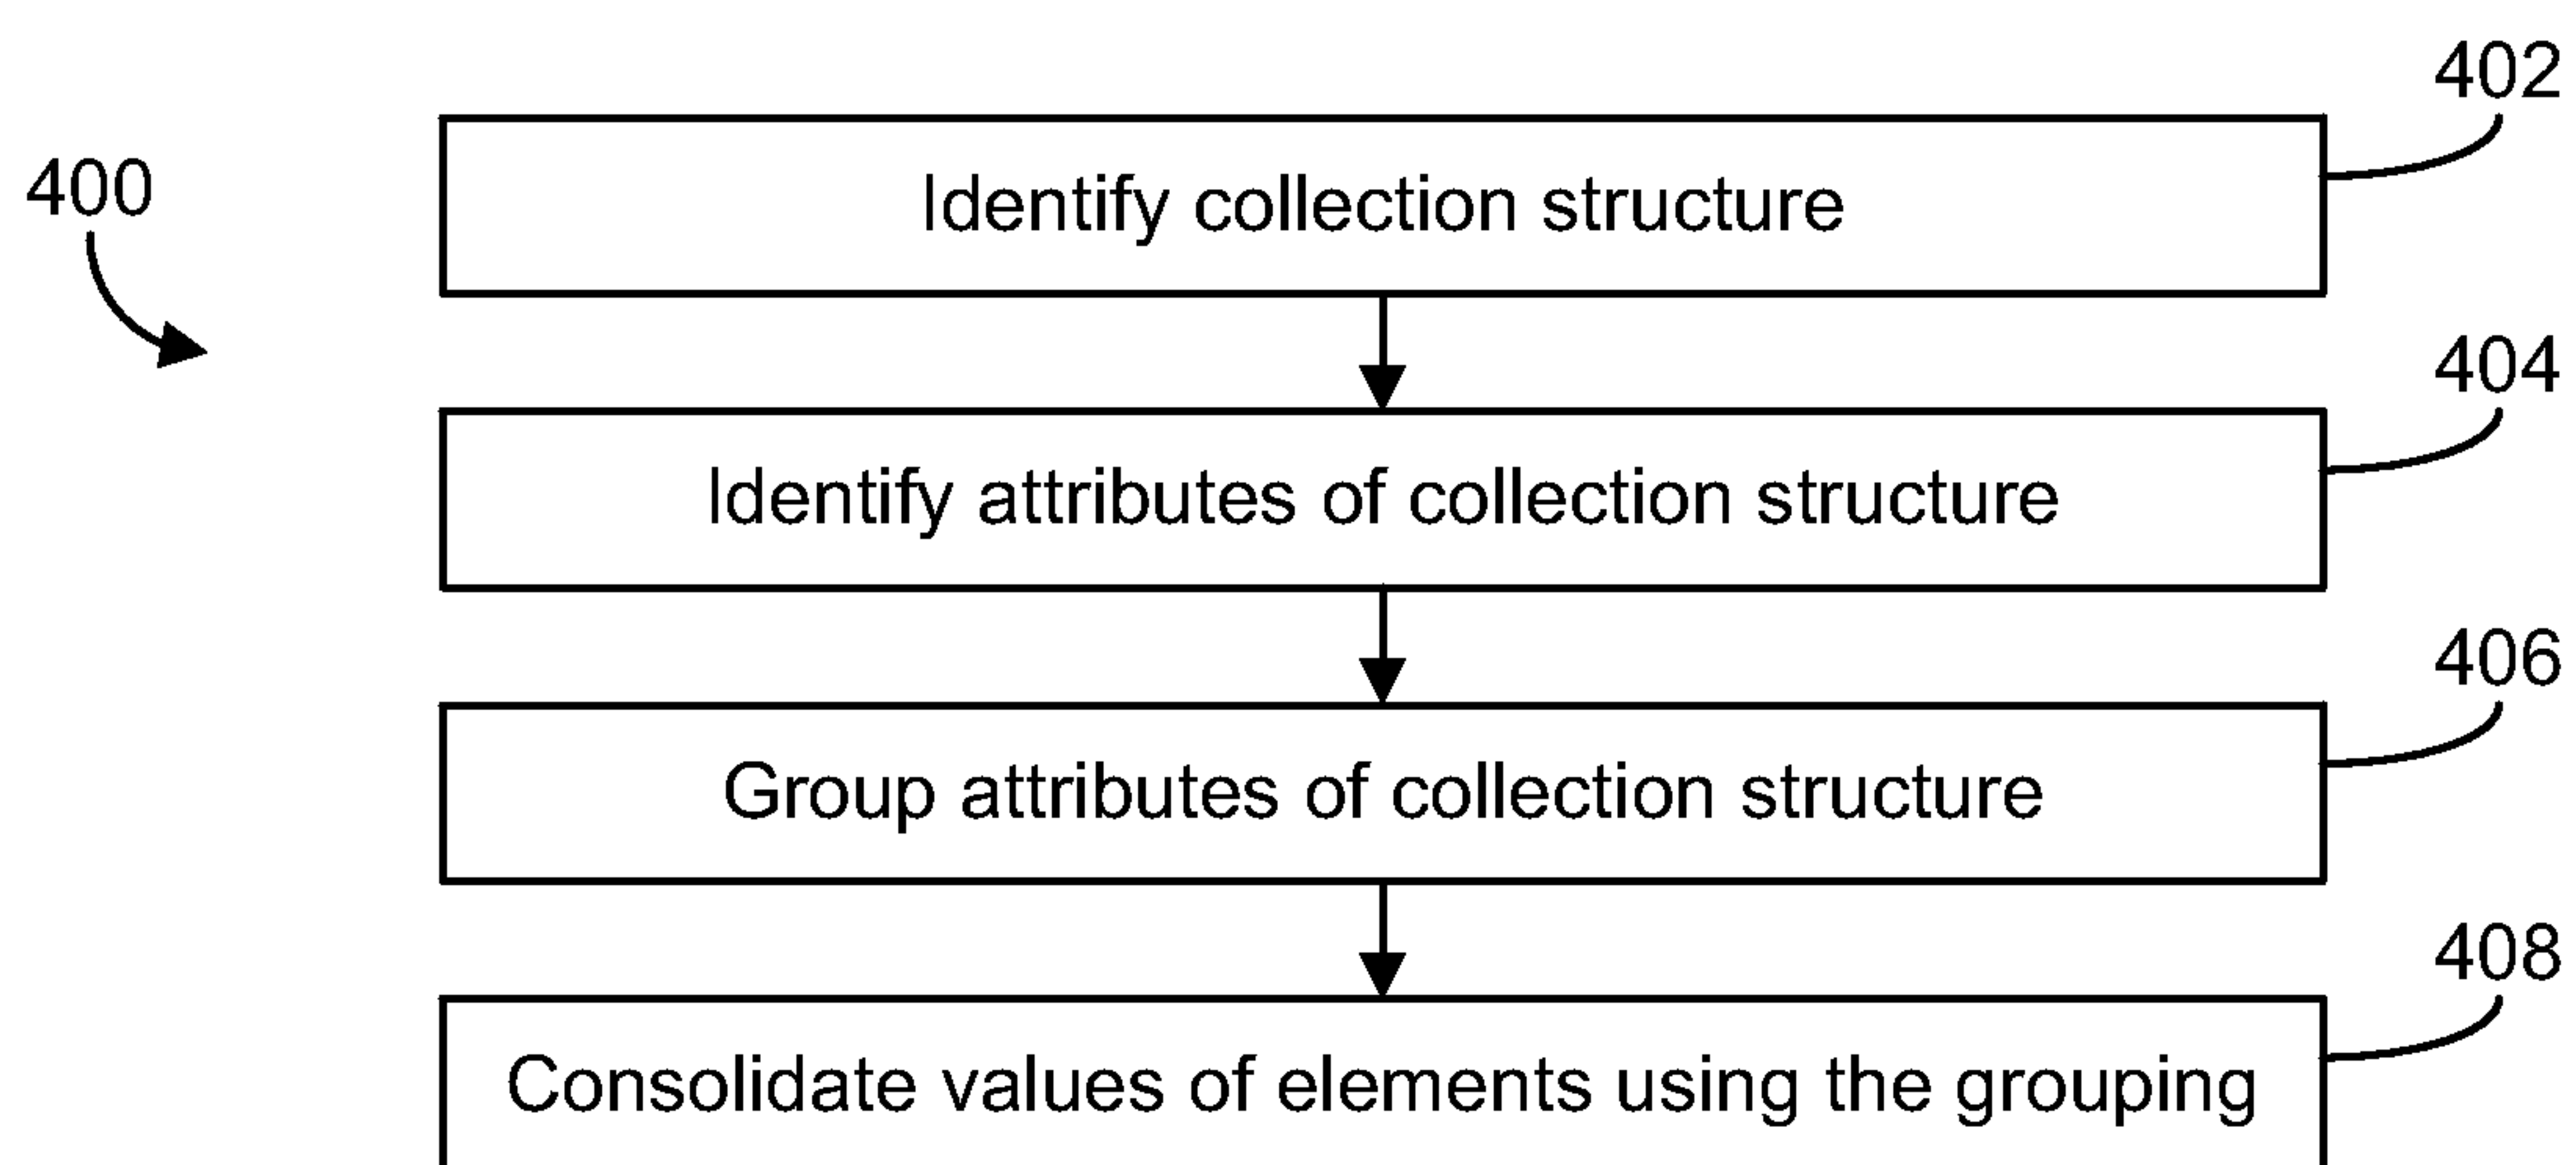 402
400
Identify collection structure
404
Identify attributes of collection structure
406
Group attributes of collection structure
408
Consolidate values of elements using the grouping